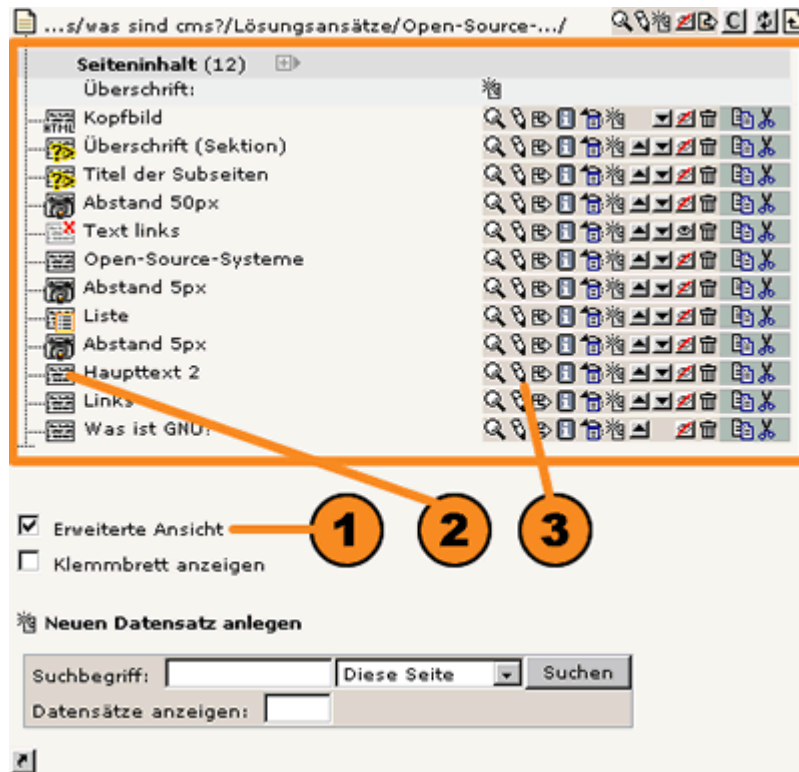 ...s/was sind cms?/Lösungsansätze/Open-Source-.../
Seiteninhalt (12)
Überschrift:
HTML Kopfbild
Überschrift (Sektion)
Titel der Subseiten
Abstand 50px
Text links
Open-Source-Systeme
Abstand 5px
Liste
Abstand 5px
Haupttext 2
Links
Was ist GNU?
Erweiterte Ansicht
1
2
3
Klemmbrett anzeigen
Neuen Datensatz anlegen
Suchbegriff: Diese Seite Suchen
Datensätze anzeigen: